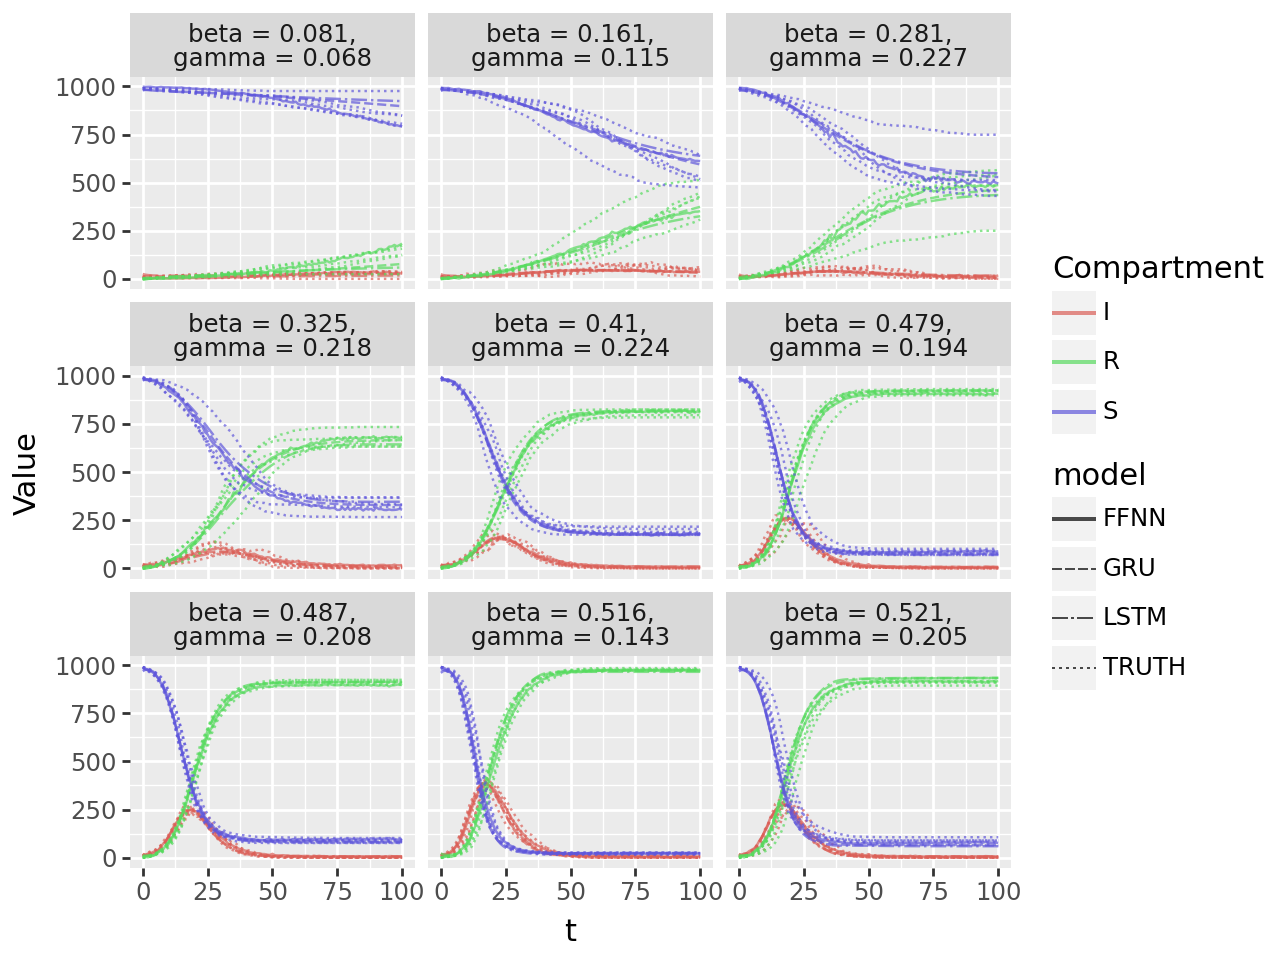 beta = 0.081,
gamma = 0.068
beta = 0.161,
gamma = 0.115
beta = 0.281,
gamma = 0.227
1000
750
500
250
0
beta = 0.325,
gamma = 0.218
beta = 0.41,
gamma = 0.224
beta = 0.479,
gamma = 0.194
1000
750
500
250
0
beta = 0.487,
gamma = 0.208
beta = 0.516,
gamma = 0.143
beta = 0.521,
gamma = 0.205
1000
750
500
250
0
0 25 50 75 100
0 25 50 75 100
0 25 50 75 100
t
Value
Compartment
I
R
S
model
FFNN
GRU
LSTM
TRUTH